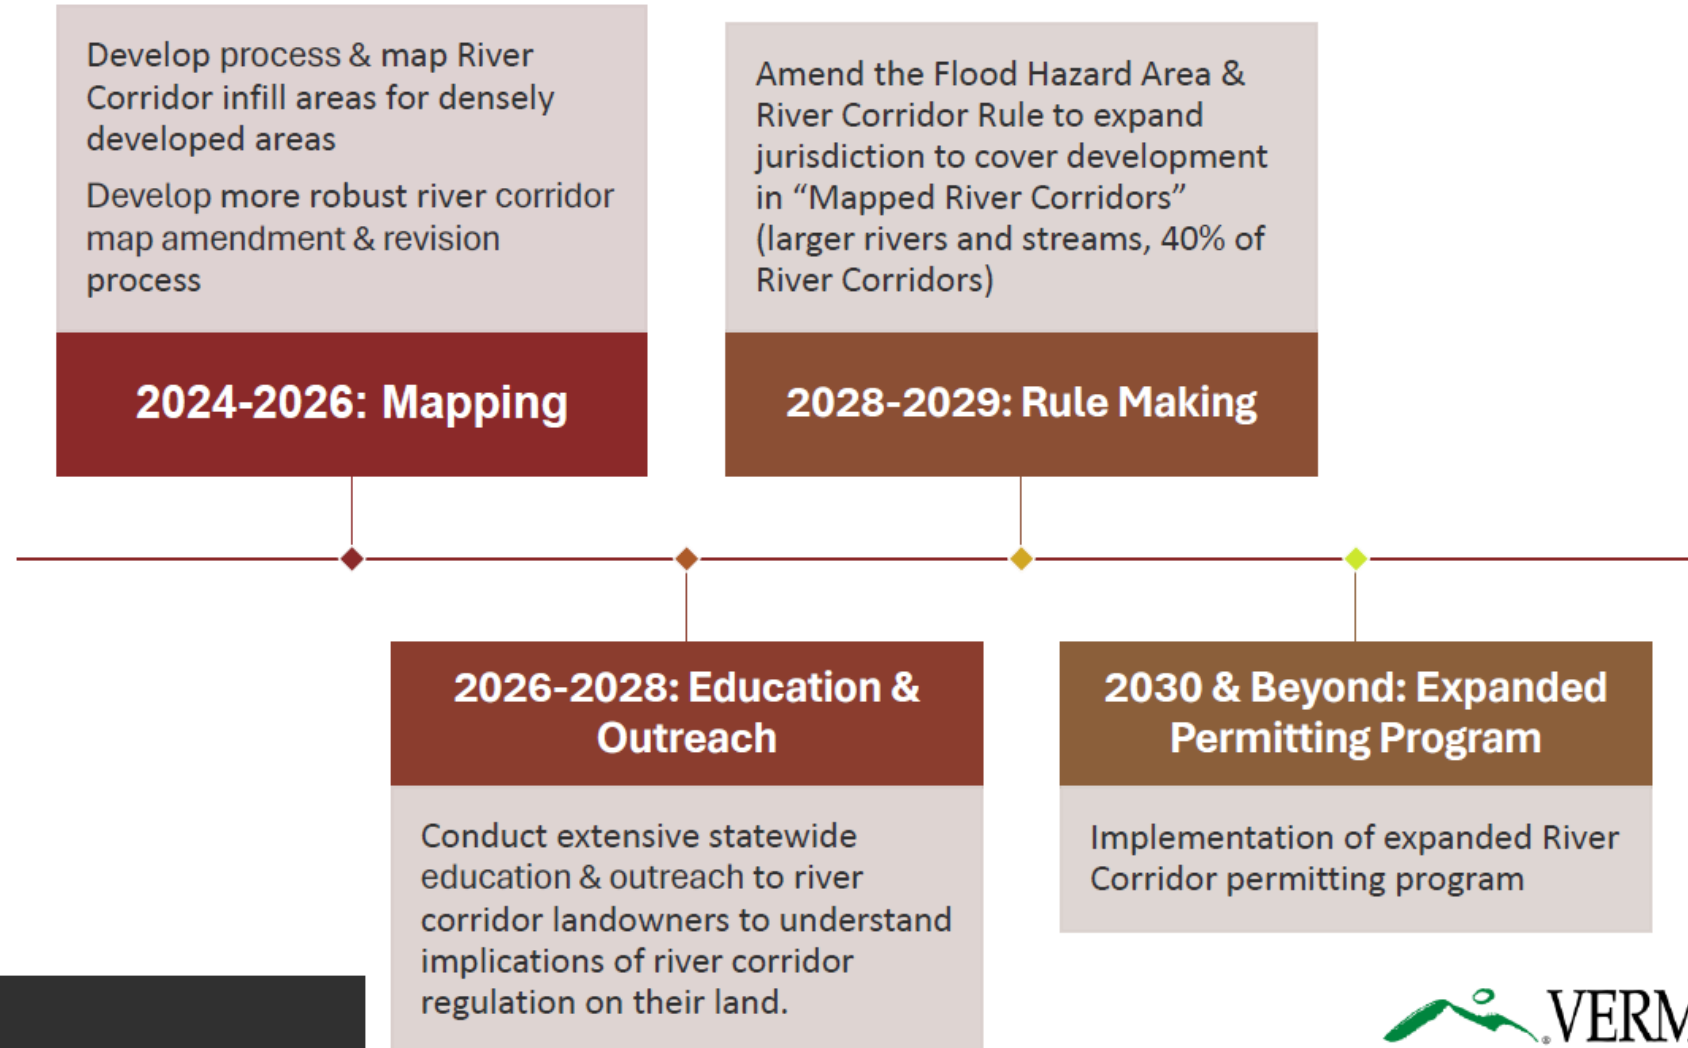 Develop process & map River
Corridor infill areas for densely
developed areas
Develop more robust river corridor
map amendment & revision
process
2024-2026: Mapping
Amend the Flood Hazard Area &
River Corridor Rule to expand
jurisdiction to cover development
in “Mapped River Corridors”
(larger rivers and streams, 40% of
River Corridors)
2028-2029: Rule Making
2026-2028: Education &
Outreach
Conduct extensive statewide
education & outreach to river
corridor landowners to understand
implications of river corridor
regulation on their land.
2030 & Beyond: Expanded
Permitting Program
Implementation of expanded River
Corridor permitting program
® VERM